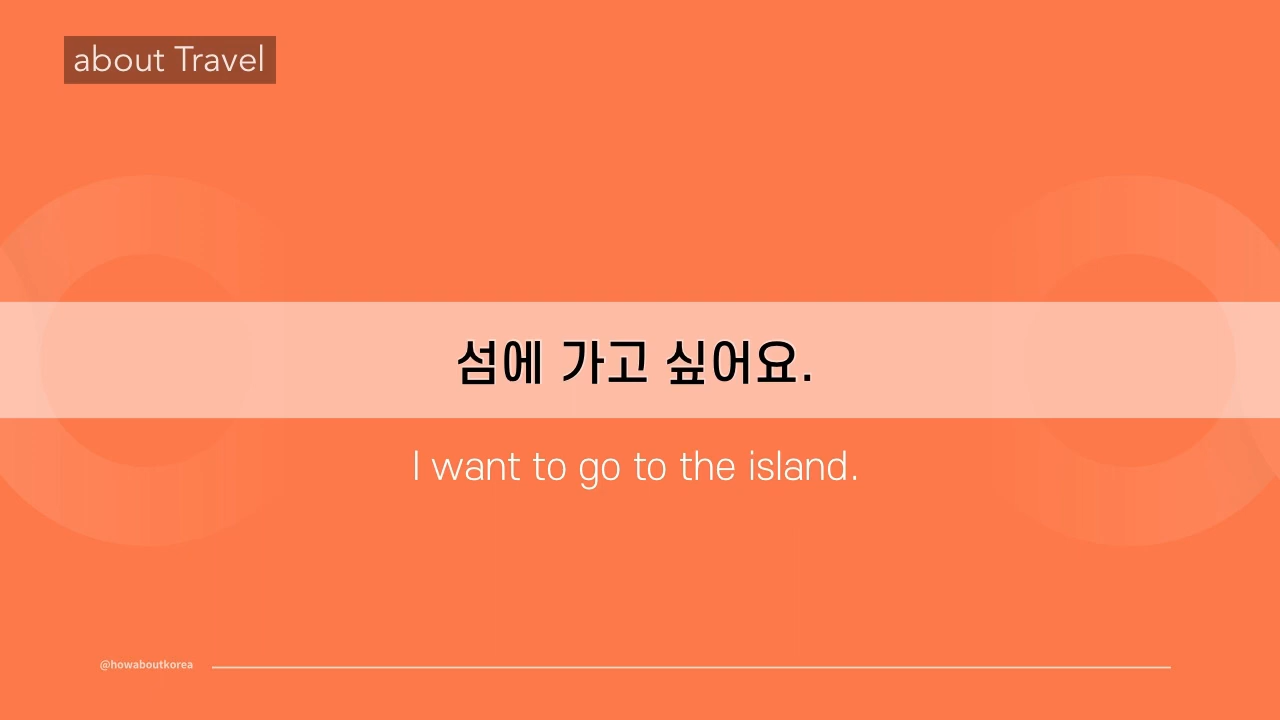 about Travel
섬에 가고 싶어요.
I want to go to the island.
@howaboutkorea